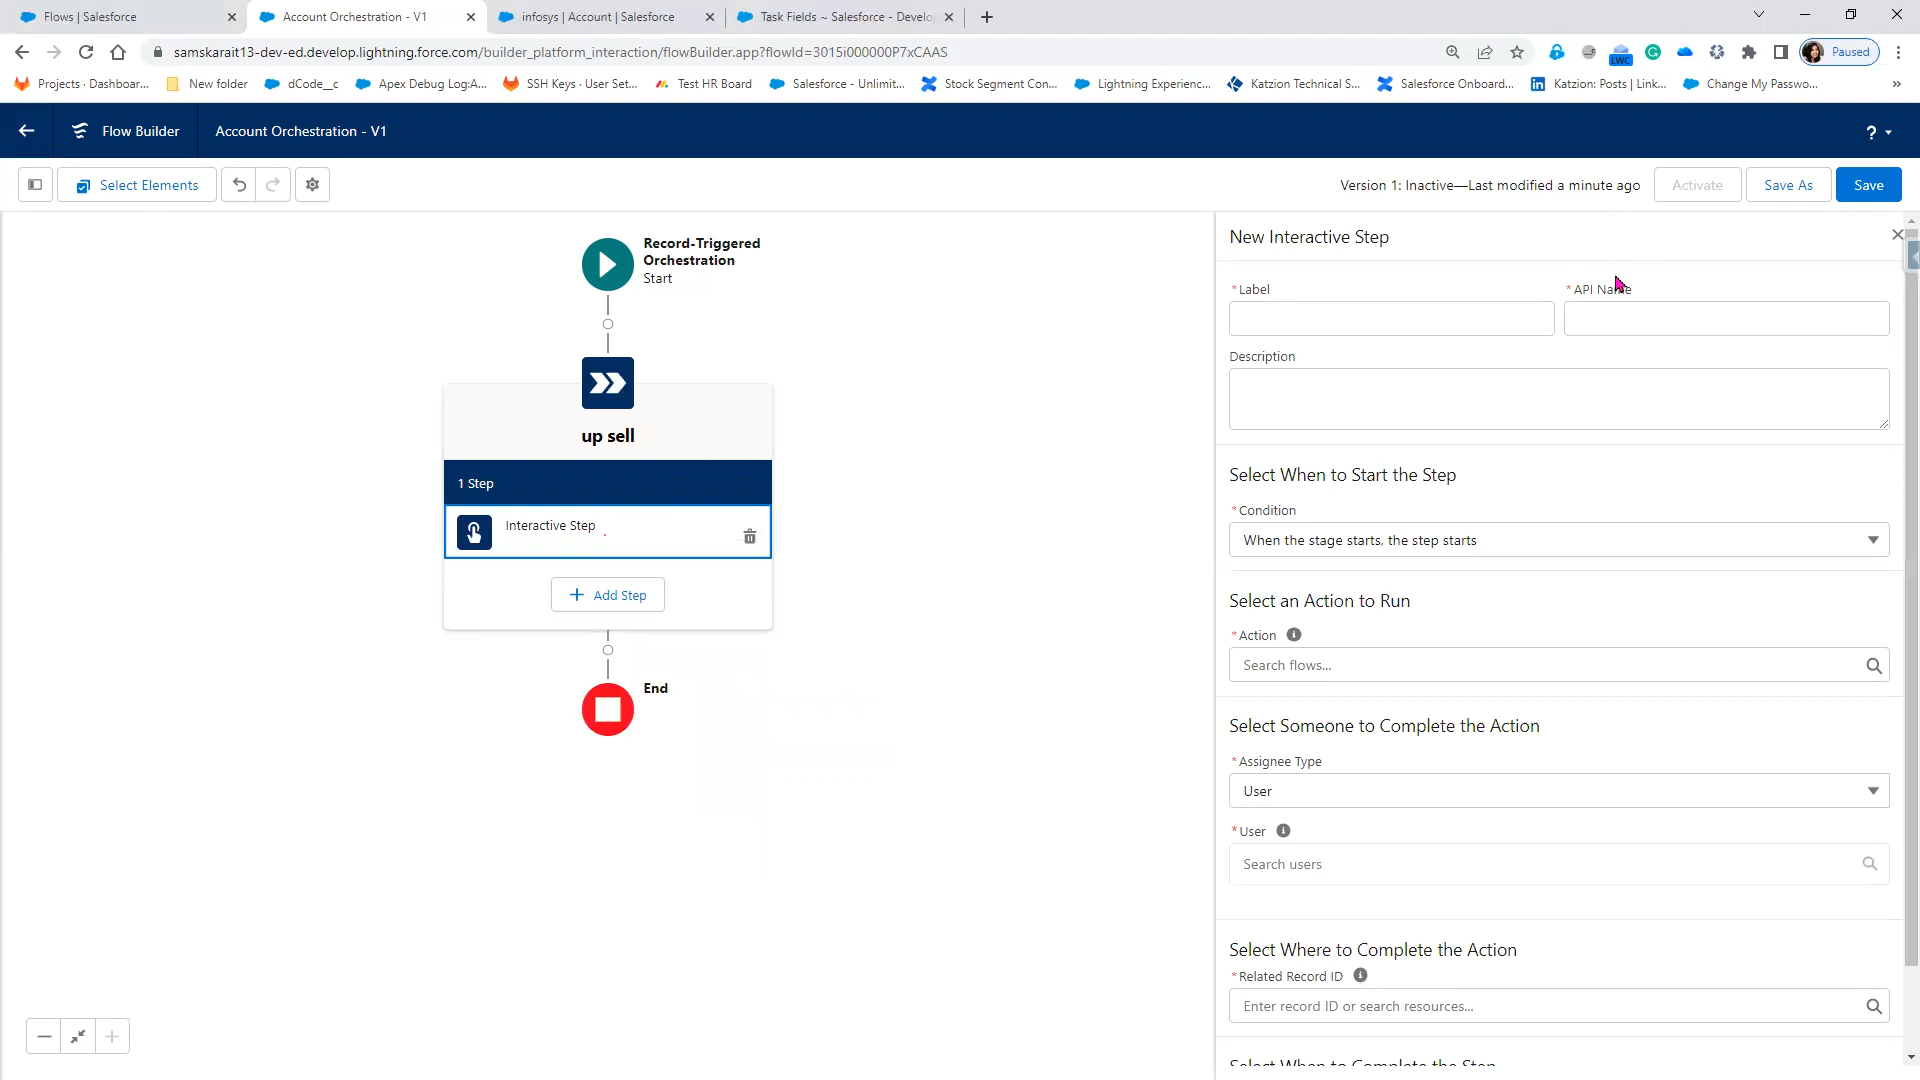 Flows | Salesforce
Account Orchestration - V1
infosys | Account | Salesforce
Task Fields ~ Salesforce - Develo
samskarait13-dev-ed.develop.lightning.force.com/builder_platform_interaction/flowBuilder.app?flowId=3015i000000P7xCAAS
LWC
Paused
Projects · Dashboar...
New folder
dCode__c
Apex Debug Log:A...
SSH Keys · User Set...
Test HR Board
Salesforce - Unlimit...
Stock Segment Con...
Lightning Experienc...
Katzion Technical S...
Salesforce Onboard...
Katzion: Posts | Link...
Change My Passwo...
»
Flow Builder
Account Orchestration - V1
?
Select Elements
Version 1: Inactive—Last modified a minute ago
Activate
Save As
Save
Record-Triggered
Orchestration
Start
up sell
1 Step
Interactive Step
Add Step
End
New Interactive Step
*Label
*API Name
Description
Select When to Start the Step
*Condition
When the stage starts, the step starts
Select an Action to Run
*Action
Search flows...
Select Someone to Complete the Action
*Assignee Type
User
*User
Search users
Select Where to Complete the Action
*Related Record ID
Enter record ID or search resources...
Select When to Complete the Step